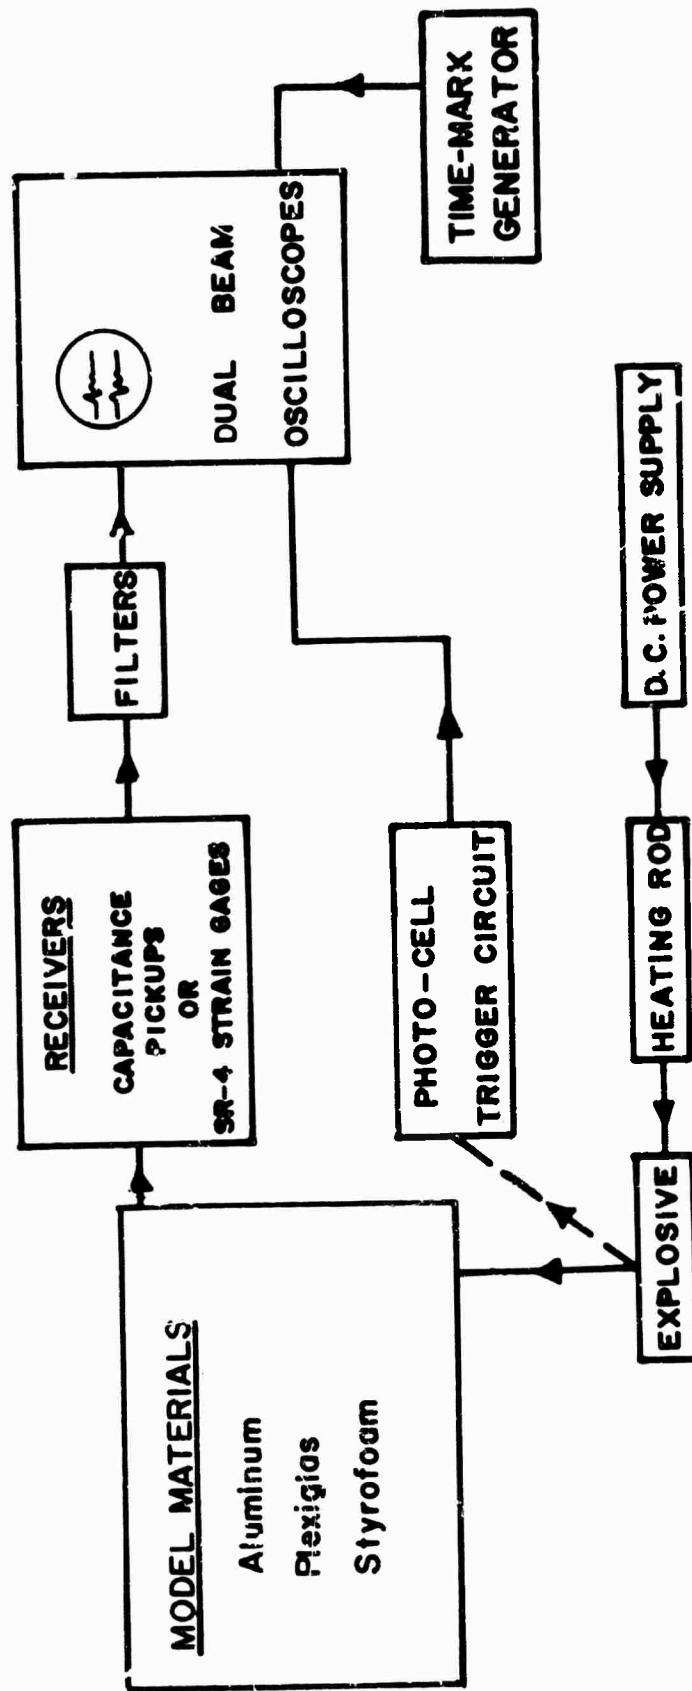 MODEL MATERIALS
Aluminum
Plexiglas
Styrofoam
RECEIVERS
CAPACITANCE
PICKUPS
OR
SR-4 STRAIN GAGES
FILTERS
DUAL BEAM
OSCILLOSCOPES
PHOTO-CELL
TRIGGER CIRCUIT
TIME-MARK
GENERATOR
EXPLOSIVE
HEATING ROD
D.C. POWER SUPPLY